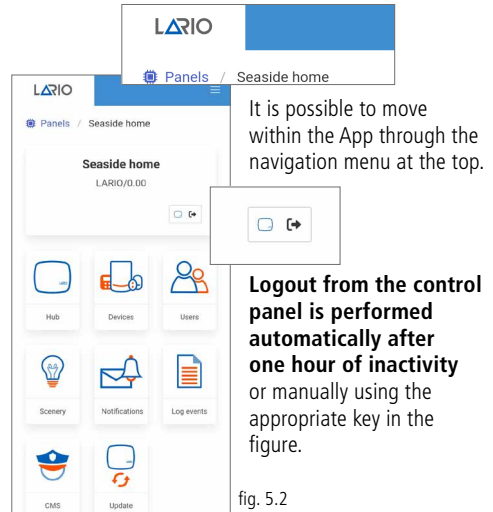 LARIO
Panels / Seaside home
LARIO
Panels / Seaside home
Seaside home
LARIO/0.00
Hub
Devices
Users
Scenery
Notifications
Log events
CMS
Update
It is possible to move
within the App through the
navigation menu at the top.
Logout from the control
panel is performed
automatically after
one hour of inactivity
or manually using the
appropriate key in the
figure.
fig. 5.2